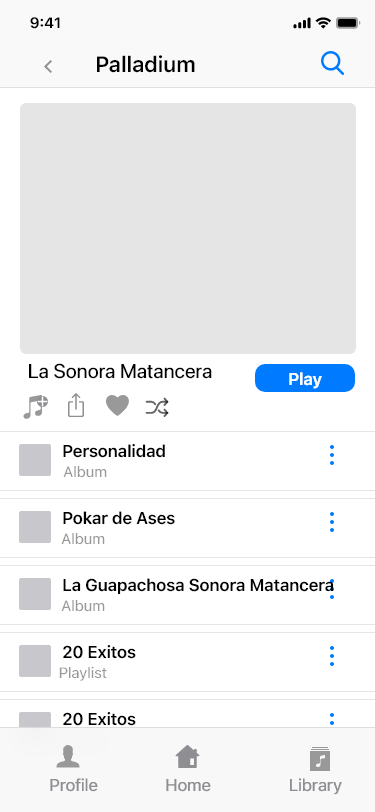 9:41
Palladium
La Sonora Matancera
Play
Personalidad
Album
Pokar de Ases
Album
La Guapachosa Sonora Matancera
Album
20 Exitos
Playlist
20 Exitos
Profile
Home
Library